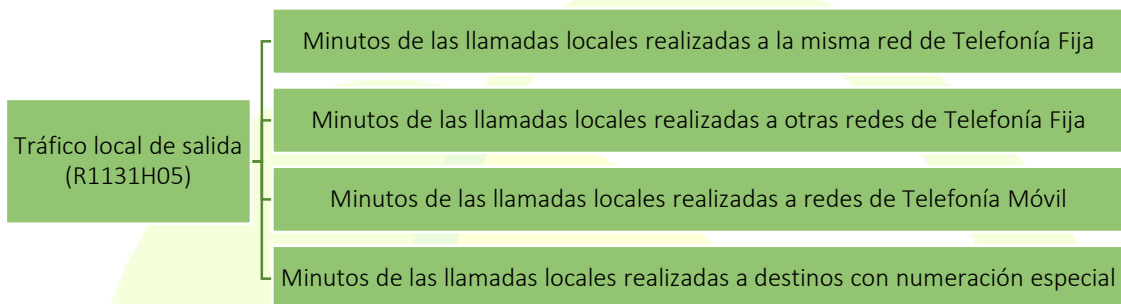 Minutos de las llamadas locales realizadas a la misma red de Telefonía Fija
Minutos de las llamadas locales realizadas a otras redes de Telefonía Fija
Tráfico local de salida
(R1131H05)
Minutos de las llamadas locales realizadas a redes de Telefonía Móvil
Minutos de las llamadas locales realizadas a destinos con numeración especial